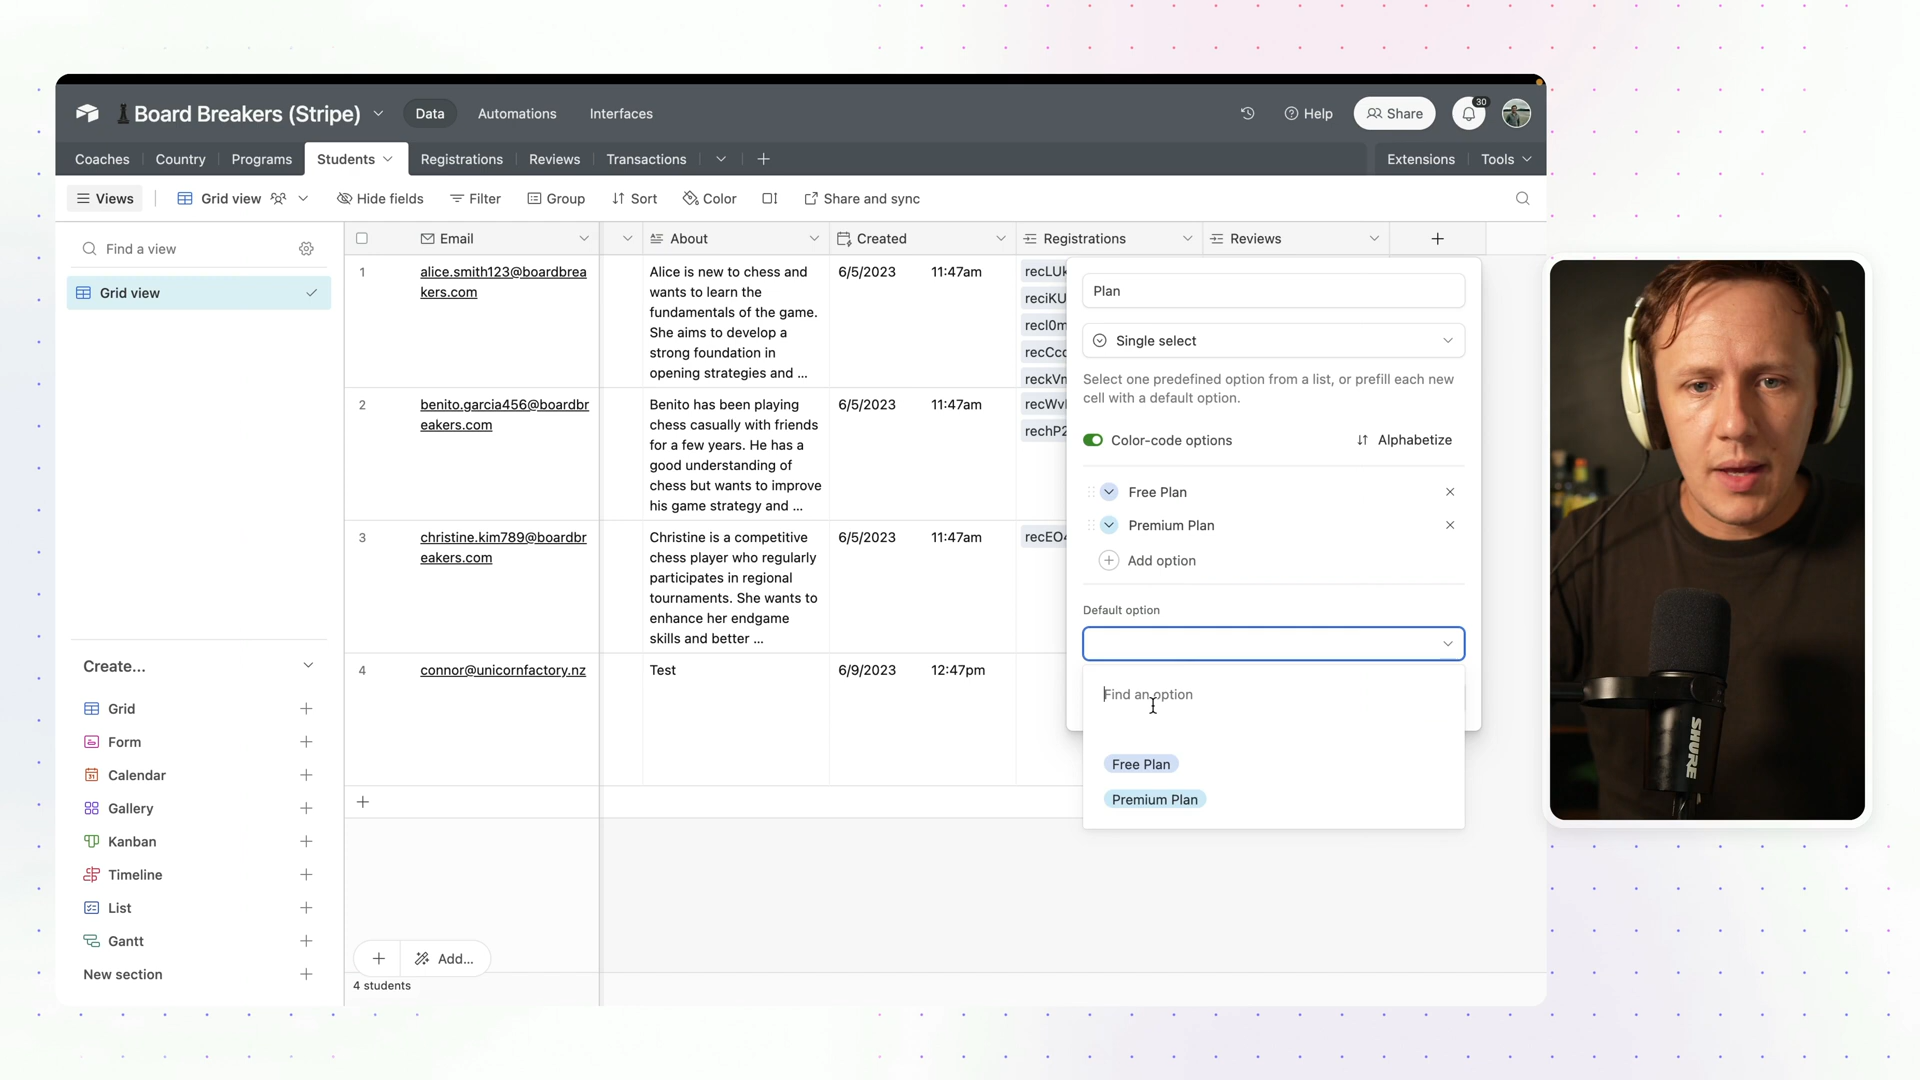 Board Breakers (Stripe)
Data
Automations
Interfaces
Help
Share
30
Coaches
Country
Programs
Students
Registrations
Reviews
Transactions
Extensions
Tools
Views
Grid view
Hide fields
Filter
Group
Sort
Color
Share and sync
Find a view
Grid view
Create...
Grid
Form
Calendar
Gallery
Kanban
Timeline
List
Gantt
New section
Email
About
Created
Registrations
Reviews
1
alice.smith123@boardbrea
kers.com
Alice is new to chess and
wants to learn the
fundamentals of the game.
She aims to develop a
strong foundation in
opening strategies and ...
6/5/2023
11:47am
2
benito.garcia456@boardbr
eakers.com
Benito has been playing
chess casually with friends
for a few years. He has a
good understanding of
chess but wants to improve
his game strategy and ...
6/5/2023
11:47am
3
christine.kim789@boardbr
eakers.com
Christine is a competitive
chess player who regularly
participates in regional
tournaments. She wants to
enhance her endgame
skills and better ...
6/5/2023
11:47am
4
connor@unicornfactory.nz
Test
6/9/2023
12:47pm
Add...
4 students
Plan
Single select
Select one predefined option from a list, or prefill each new
cell with a default option.
Color-code options
Alphabetize
Free Plan
Premium Plan
Add option
Default option
Find an option
Free Plan
Premium Plan
SHURE